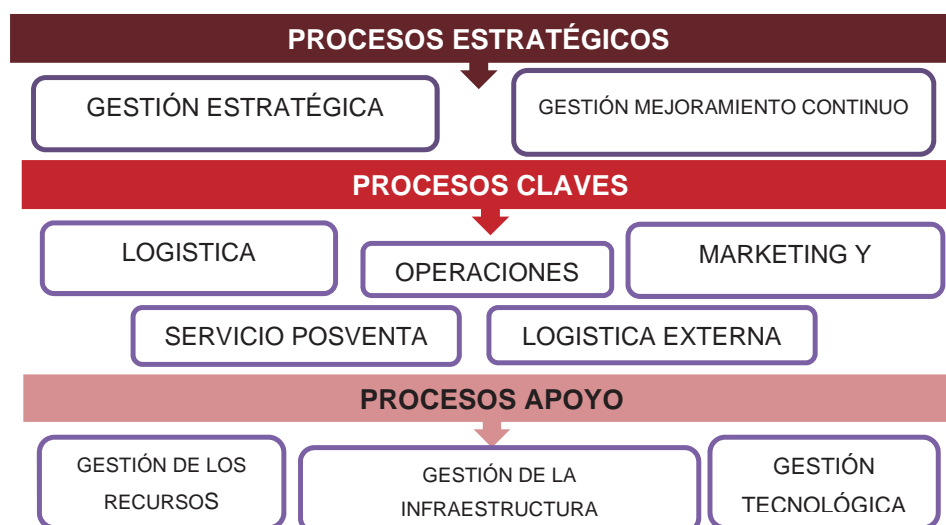 PROCESOS ESTRATÉGICOS
GESTIÓN ESTRATÉGICA
GESTIÓN MEJORAMIENTO CONTINUO
PROCESOS CLAVES
LOGISTICA
OPERACIONES
MARKETING Y
SERVICIO POSVENTA
LOGISTICA EXTERNA
PROCESOS APOYO
GESTIÓN DE LOS
RECURSOS
GESTIÓN DE LA
INFRAESTRUCTURA
GESTIÓN
TECNOLÓGICA